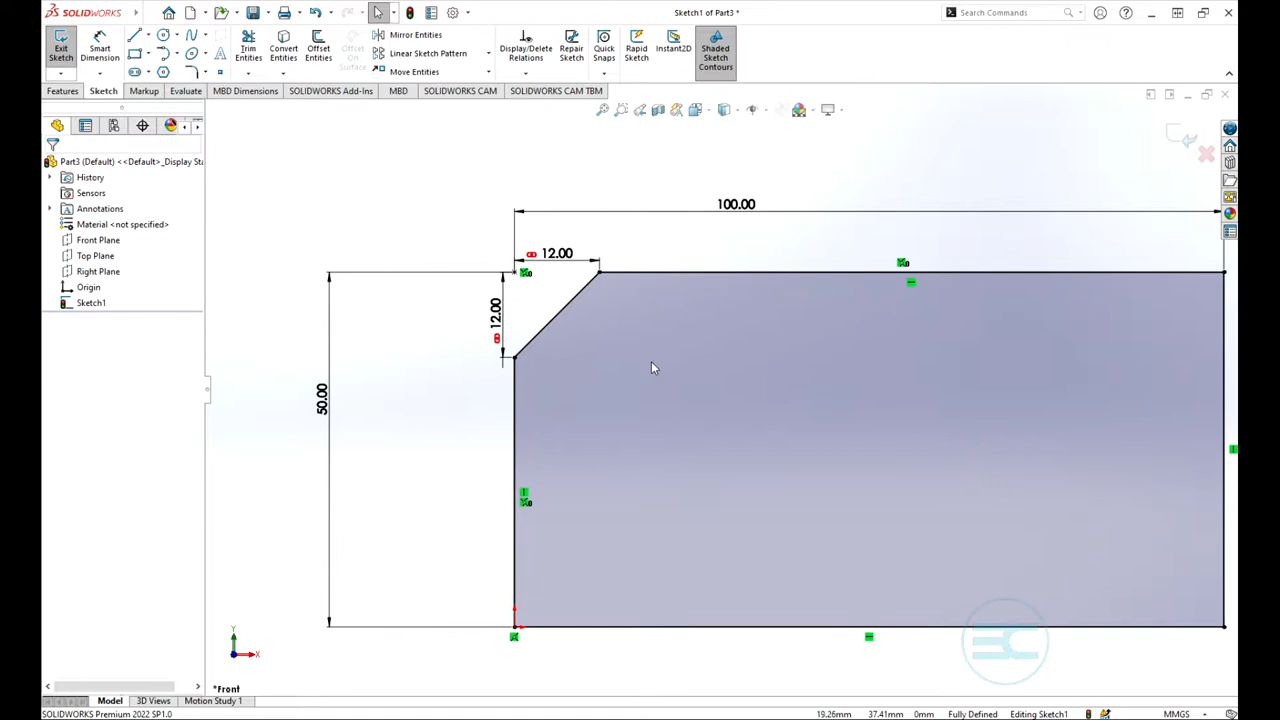 SOLIDWORKS
Sketch1 of Part3 *
Search Commands
Exit Sketch
Smart Dimension
Trim Entities
Convert Entities
Offset Entities
Offset On Surface
Mirror Entities
Linear Sketch Pattern
Move Entities
Display/Delete Relations
Repair Sketch
Quick Snaps
Rapid Sketch
Instant2D
Shaded Sketch Contours
Features
Sketch
Markup
Evaluate
MBD Dimensions
SOLIDWORKS Add-Ins
MBD
SOLIDWORKS CAM
SOLIDWORKS CAM TBM
Part3 (Default) <<Default>_Display Sta
History
Sensors
Annotations
Material <not specified>
Front Plane
Top Plane
Right Plane
Origin
Sketch1
100.00
12.00
12.00
50.00
Y
X
*Front
Model
3D Views
Motion Study 1
SOLIDWORKS Premium 2022 SP1.0
19.26mm
37.41mm
0mm
Fully Defined
Editing Sketch1
MMGS